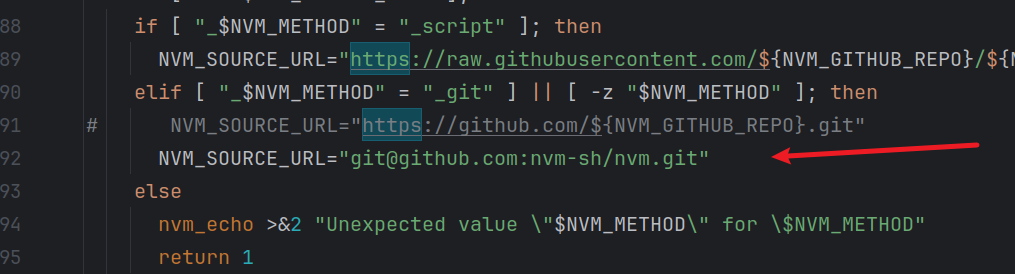 88 if [ "_$NVM_METHOD" = "_script" ]; then
89 NVM_SOURCE_URL="https://raw.githubusercontent.com/${NVM_GITHUB_REPO}/${N
90 elif [ "_$NVM_METHOD" = "_git" ] || [ -z "$NVM_METHOD" ]; then
91 # NVM_SOURCE_URL="https://github.com/${NVM_GITHUB_REPO}.git"
92 NVM_SOURCE_URL="git@github.com:nvm-sh/nvm.git"
93 else
94 nvm_echo >&2 "Unexpected value \"$NVM_METHOD\" for \$NVM_METHOD"
95 return 1